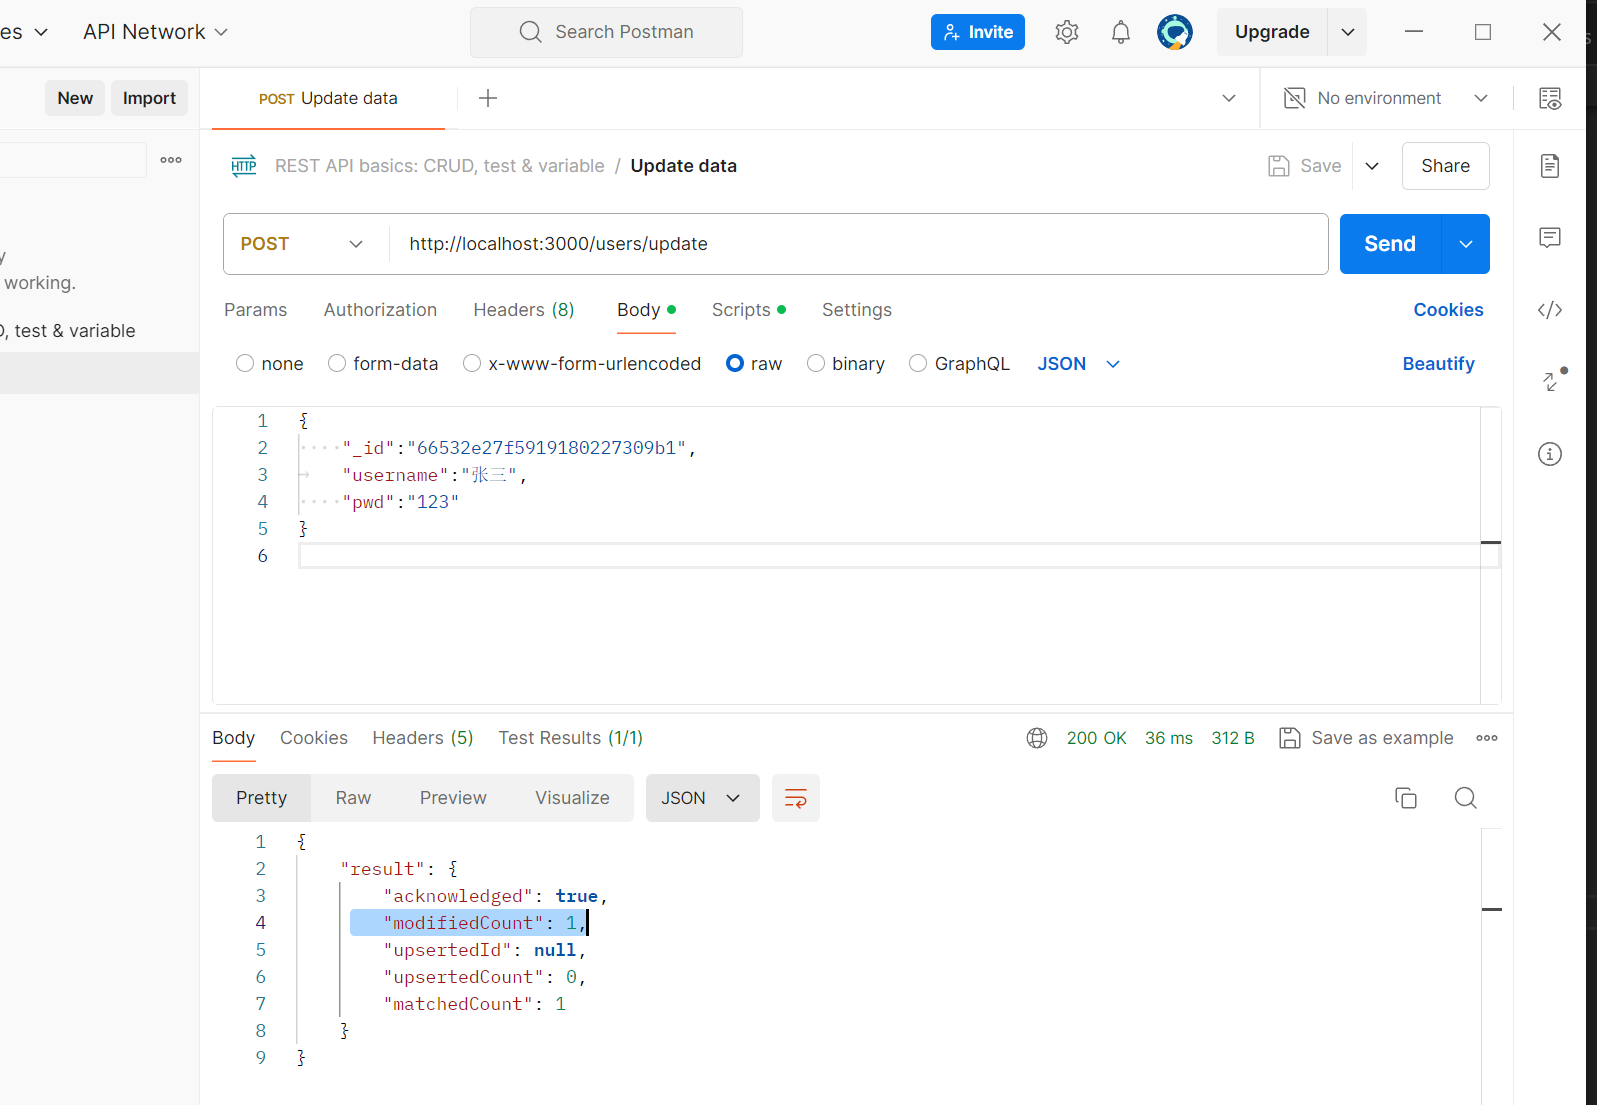 es API Network Search Postman Invite Upgrade
New Import POST Update data No environment
HTTP REST API basics: CRUD, test & variable / Update data Save Share
POST http://localhost:3000/users/update Send
y
working.
D, test & variable
Params Authorization Headers (8) Body Scripts Settings Cookies
none form-data x-www-form-urlencoded raw binary GraphQL JSON Beautify
1 {
2 "_id":"66532e27f5919180227309b1",
3 "username":"张三",
4 "pwd":"123"
5 }
6
Body Cookies Headers (5) Test Results (1/1) 200 OK 36 ms 312 B Save as example
Pretty Raw Preview Visualize JSON
1 {
2 "result": {
3 "acknowledged": true,
4 "modifiedCount": 1,
5 "upsertedId": null,
6 "upsertedCount": 0,
7 "matchedCount": 1
8 }
9 }